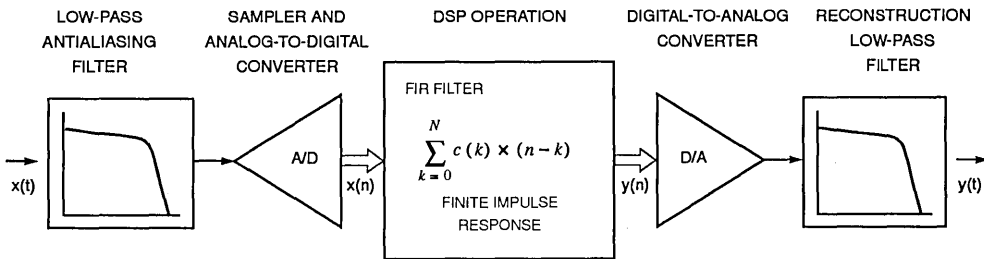 LOW-PASS
ANTIALIASING
FILTER
SAMPLER AND
ANALOG-TO-DIGITAL
CONVERTER
DSP OPERATION
DIGITAL-TO-ANALOG
CONVERTER
RECONSTRUCTION
LOW-PASS
FILTER
x(t)
A/D
x(n)
FIR FILTER
N
∑ c (k) × (n – k)
k = 0
FINITE IMPULSE
RESPONSE
y(n)
D/A
y(t)